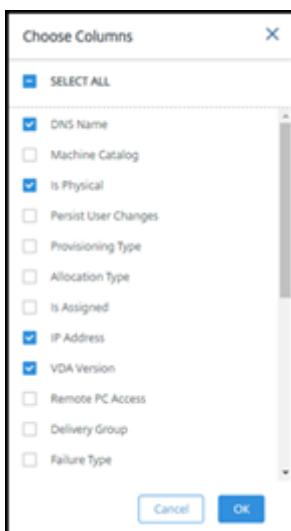 Choose Columns
SELECT ALL
DNS Name
Machine Catalog
Is Physical
Persist User Changes
Provisioning Type
Allocation Type
Is Assigned
IP Address
VDA Version
Remote PC Access
Delivery Group
Failure Type
Cancel
OK